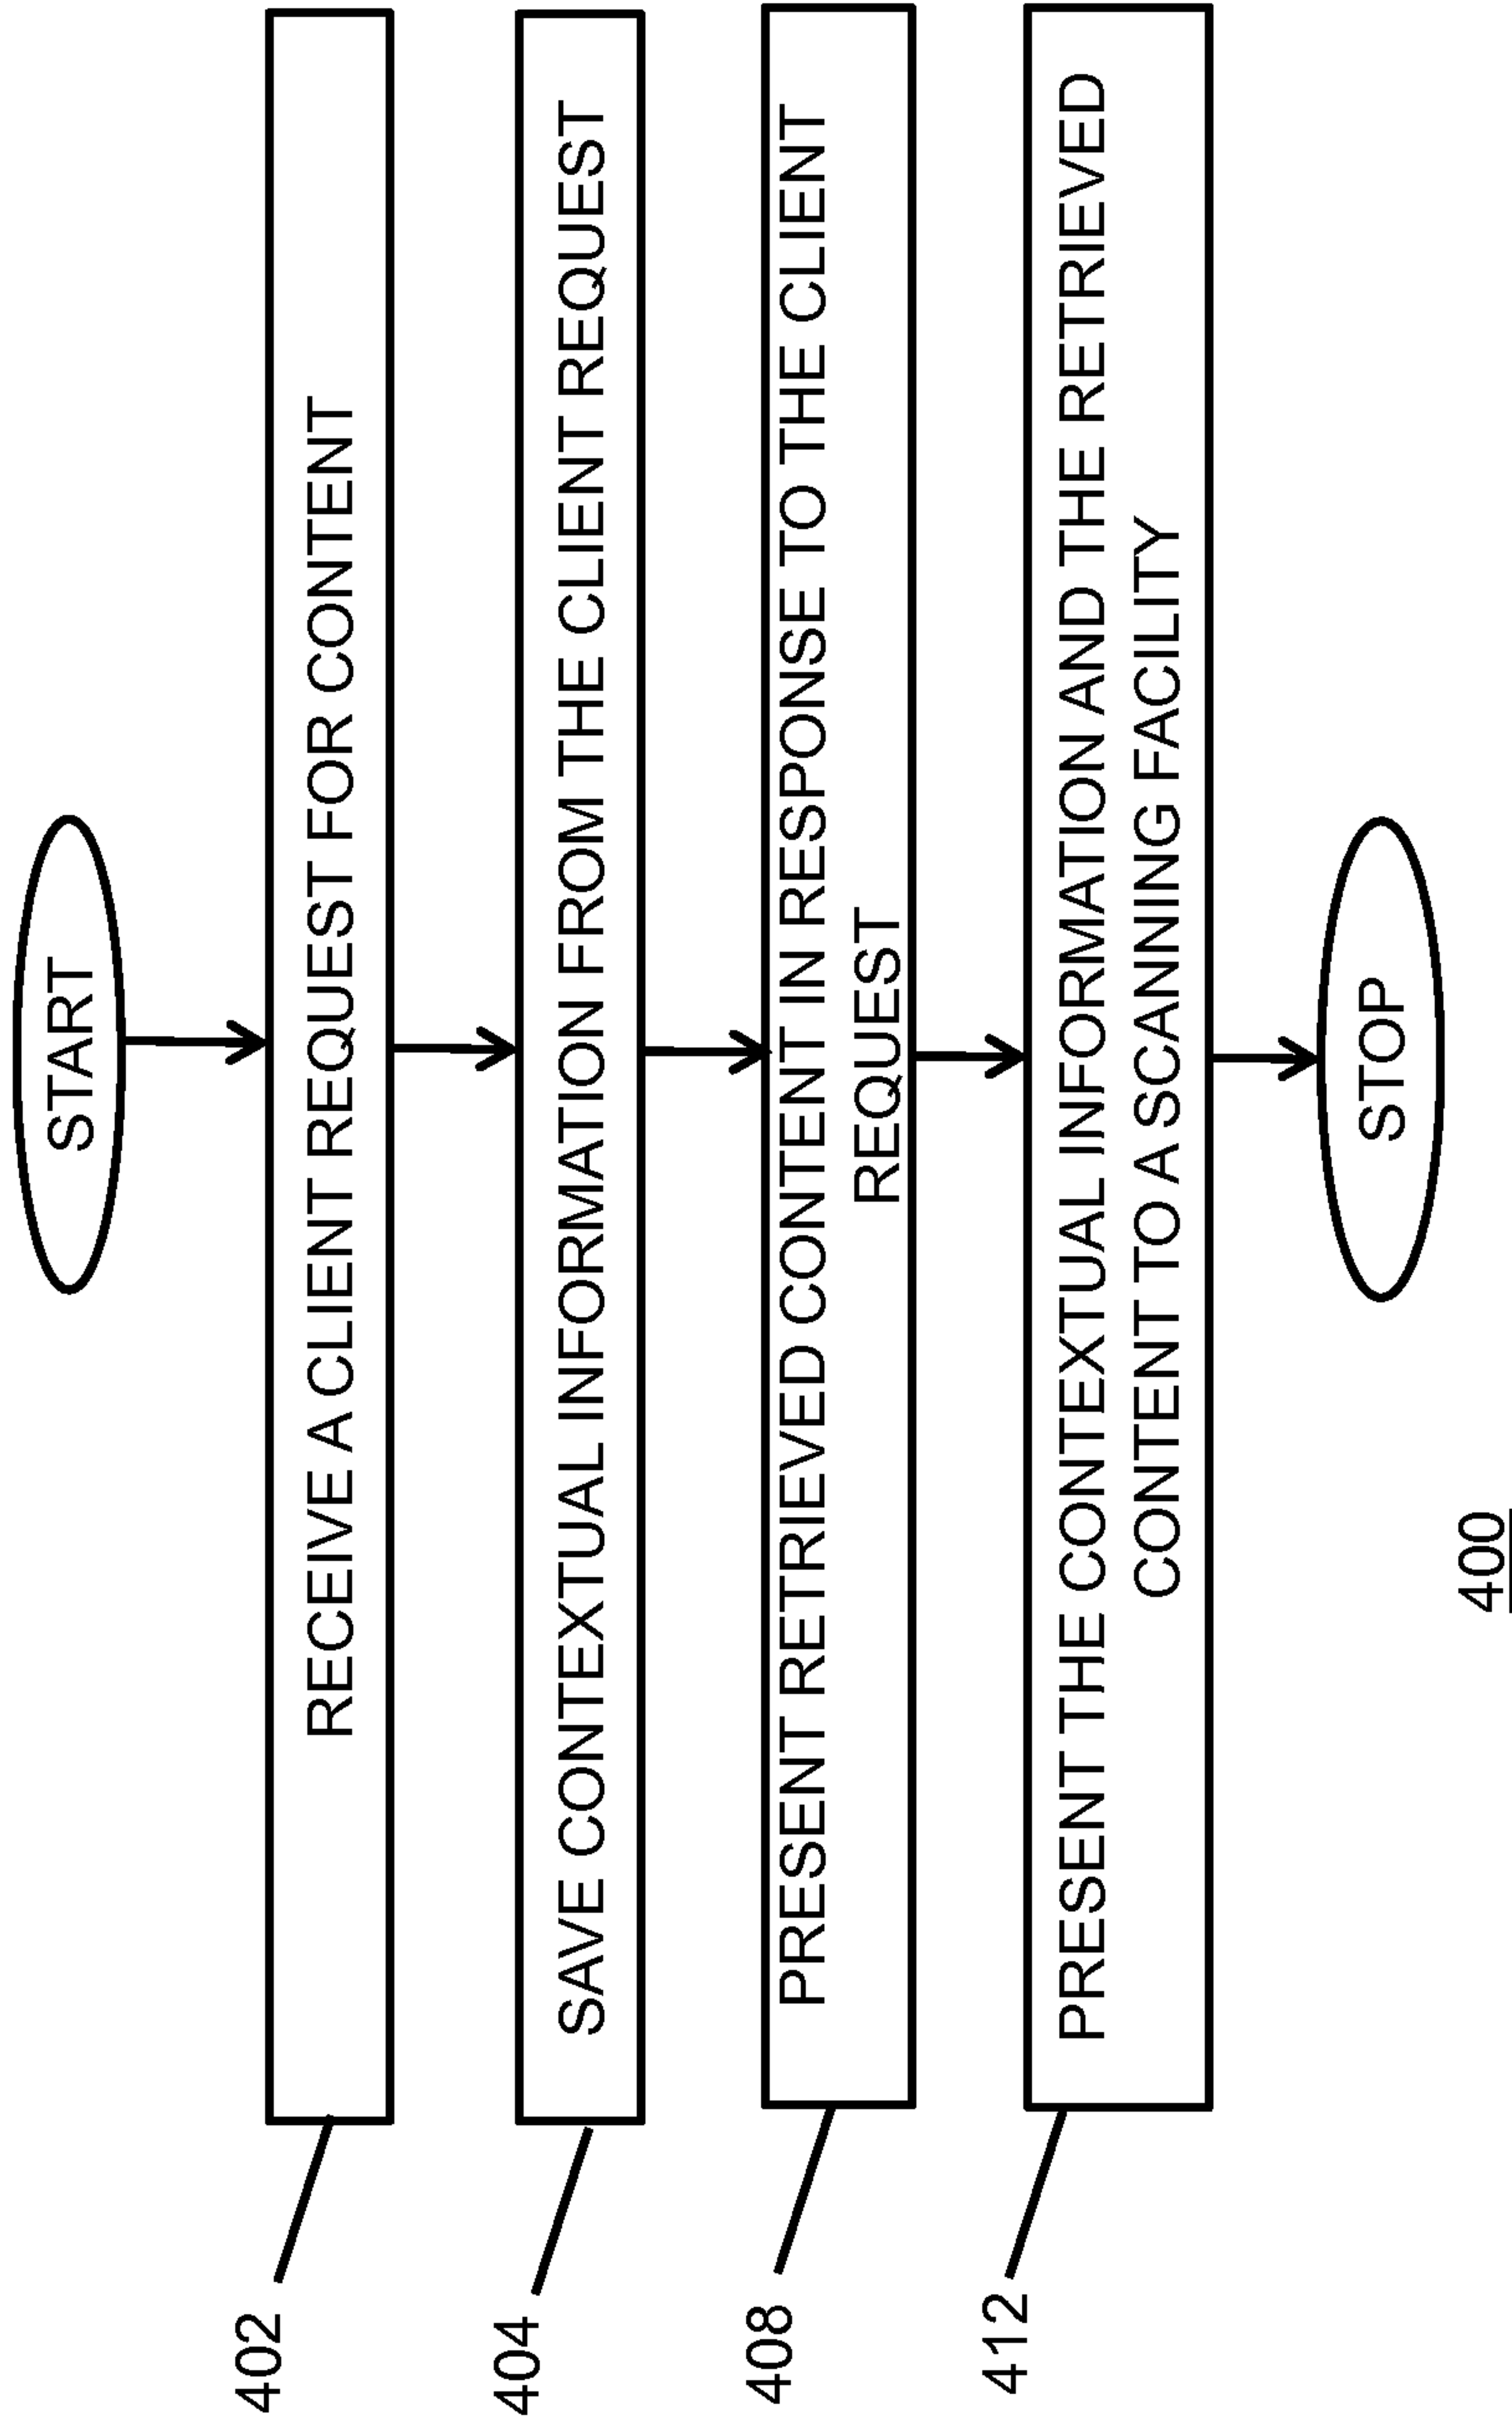 START
402
RECEIVE A CLIENT REQUEST FOR CONTENT
404
SAVE CONTEXTUAL INFORMATION FROM THE CLIENT REQUEST
408
PRESENT RETRIEVED CONTENT IN RESPONSE TO THE CLIENT
REQUEST
412
PRESENT THE CONTEXTUAL INFORMATION AND THE RETRIEVED
CONTENT TO A SCANNING FACILITY
STOP
400